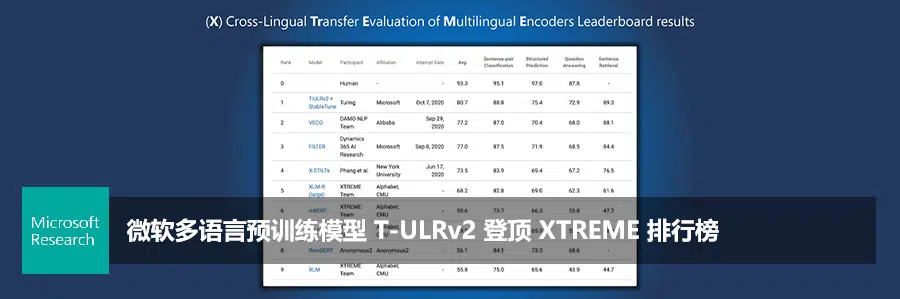 (X) Cross-Lingual Transfer Evaluation of Multilingual Encoders Leaderboard results
Rank Model Participant Affiliation Attempt Date Avg Sentence-pair Classification Structured Prediction Question Answering Sentence Retrieval
0 Human - - 93.3 95.1 97.0 87.8 -
1 T-ULRv2 + StableTune Turing Microsoft Oct 7, 2020 80.7 88.8 75.4 72.9 89.3
2 VECO DAMO NLP Team Alibaba Sep 29, 2020 77.2 87.0 70.4 68.0 88.1
3 FILTER Dynamics 365 AI Research Microsoft Sep 8, 2020 77.0 87.5 71.9 68.5 84.4
4 X-STILTs Phang et al. New York University Jun 17, 2020 73.5 83.9 69.4 67.2 76.5
5 XLM-R (large) XTREME Team Alphabet, CMU - 68.2 82.8 69.0 62.3 61.6
6 mBERT XTREME Alphabet, - 59.6 73.7 66.3 53.8 47.7
Microsoft
Research
微软多语言预训练模型 T-ULRv2 登顶 XTREME 排行榜
8 RemBERT Anonymous2 Anonymous2 - 56.1 84.1 73.3 68.6 -
9 XLM XTREME Team Alphabet, CMU - 55.8 75.0 65.6 43.9 44.7